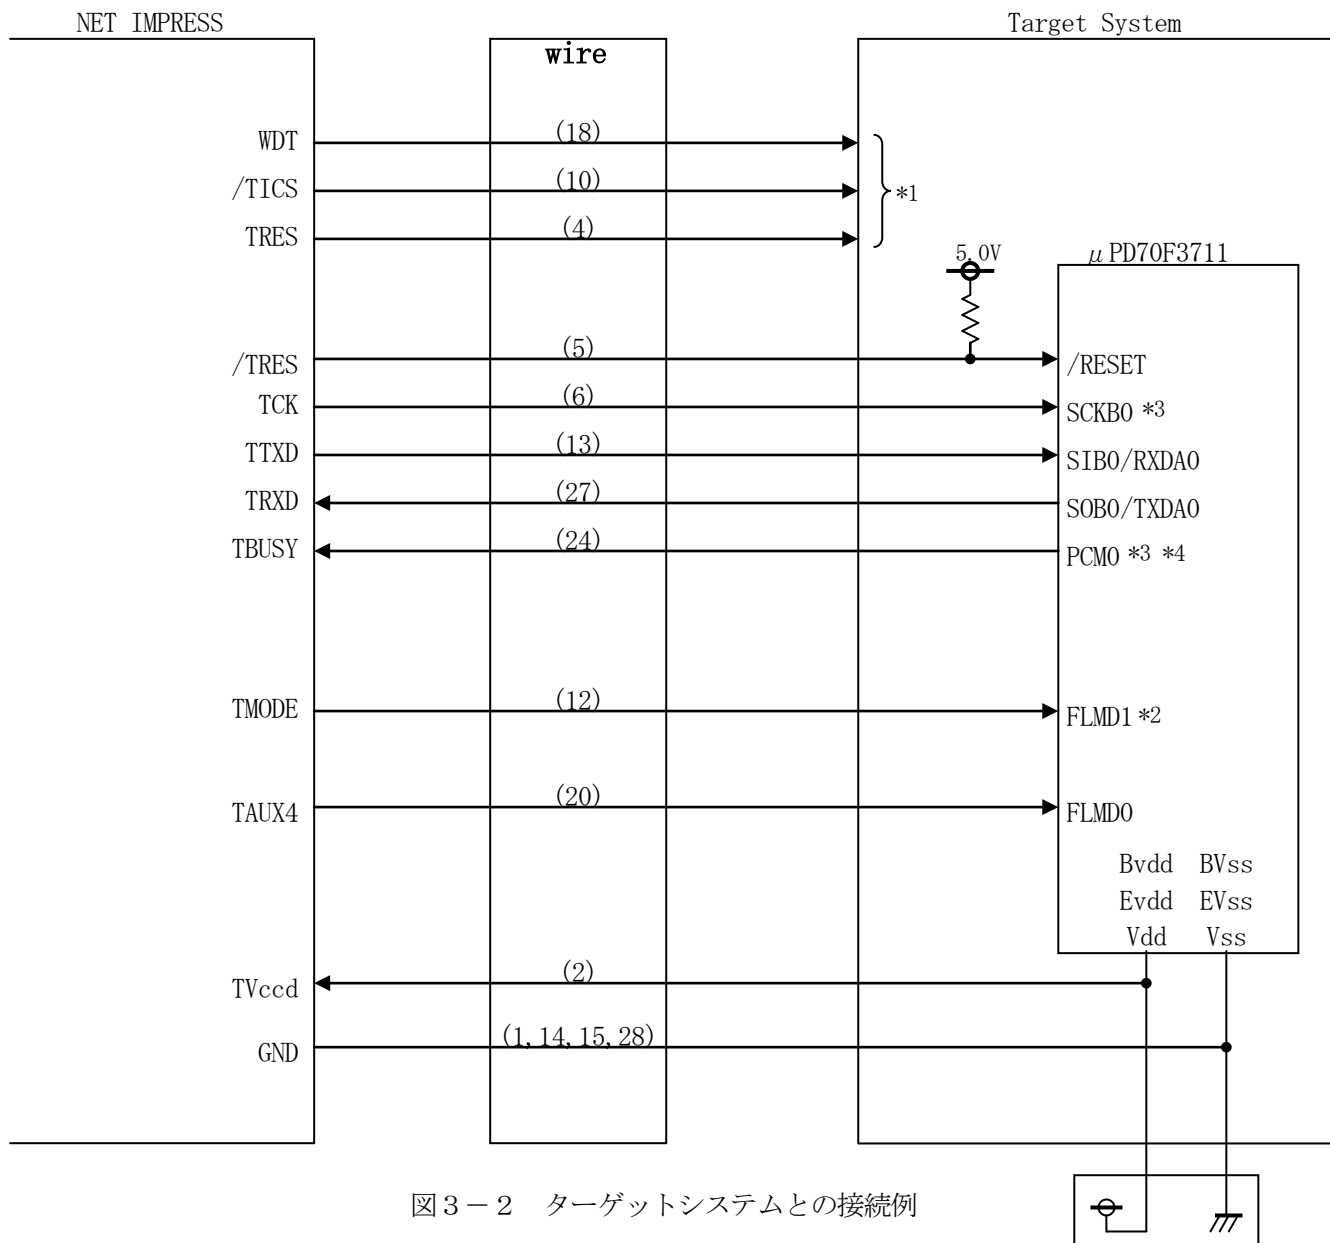 NET IMPRESS
Target System
wire
WDT (18)
/TICS (10)
*1
TRES (4)
5.0V
μPD70F3711
/TRES (5) /RESET
TCK (6) SCKB0 *3
TTXD (13) SIB0/RXDA0
TRXD (27) SOB0/TXDA0
TBUSY (24) PCM0 *3 *4
TMODE (12) FLMD1 *2
TAUX4 (20) FLMD0
Bvdd BVss
Evdd EVss
Vdd Vss
TVccd (2)
GND (1,14,15,28)
図3-2 ターゲットシステムとの接続例